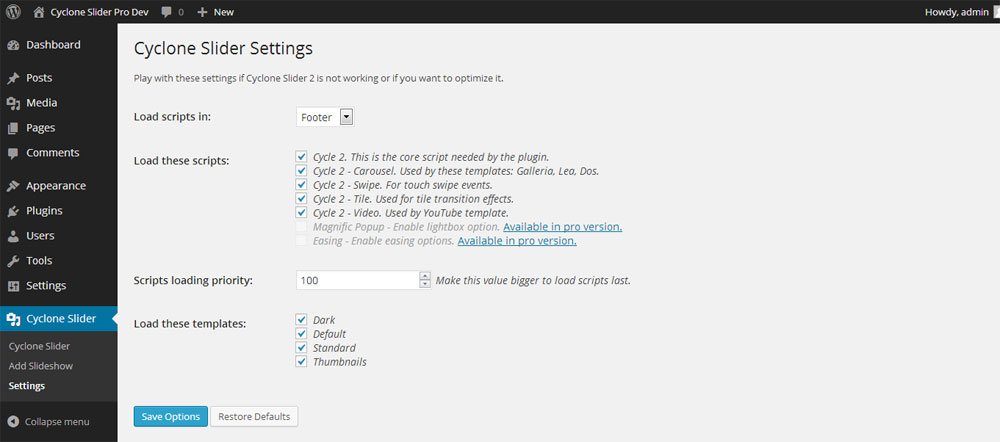 Cyclone Slider Pro Dev 0 + New Howdy, admin
Dashboard
Posts
Media
Pages
Comments
Appearance
Plugins
Users
Tools
Settings
Cyclone Slider
Cyclone Slider
Add Slideshow
Settings
Collapse menu
Cyclone Slider Settings
Play with these settings if Cyclone Slider 2 is not working or if you want to optimize it.
Load scripts in: Footer
Load these scripts: Cycle 2. This is the core script needed by the plugin.
Cycle 2 - Carousel. Used by these templates: Galleria, Lea, Dos.
Cycle 2 - Swipe. For touch swipe events.
Cycle 2 - Tile. Used for tile transition effects.
Cycle 2 - Video. Used by YouTube template.
Magnific Popup - Enable lightbox option. Available in pro version.
Easing - Enable easing options. Available in pro version.
Scripts loading priority: 100 Make this value bigger to load scripts last.
Load these templates: Dark
Default
Standard
Thumbnails
Save Options Restore Defaults